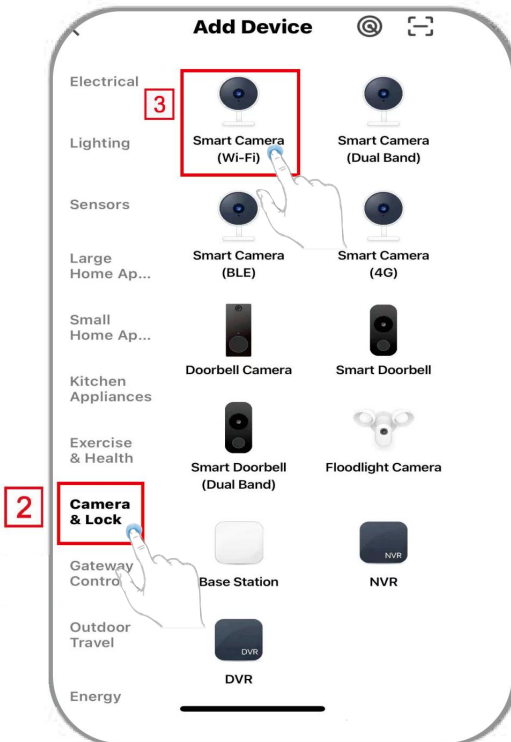 Add Device
Electrical
3
Smart Camera
(Wi-Fi)
Smart Camera
(Dual Band)
Lighting
Sensors
Smart Camera
(BLE)
Smart Camera
(4G)
Large
Home Ap...
Small
Home Ap...
Doorbell Camera
Smart Doorbell
Kitchen
Appliances
Exercise
& Health
Smart Doorbell
(Dual Band)
Floodlight Camera
2
Camera
& Lock
Gateway
Contro
Base Station
NVR
NVR
Outdoor
Travel
DVR
DVR
Energy